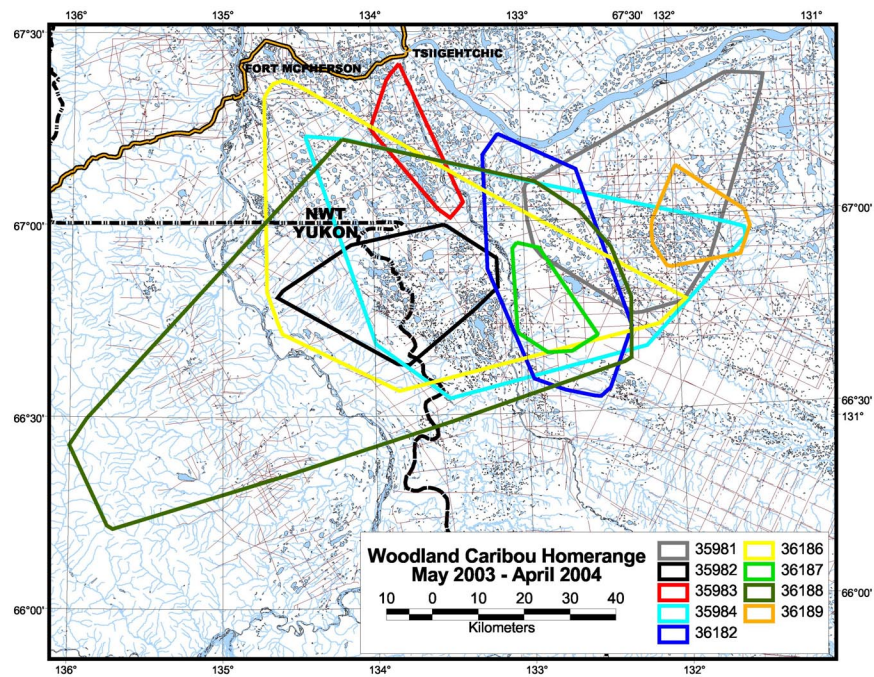 136° 135° 134° 133° 67°30' 132° 131°
67°30'
TSIIGEHTCHIC
FORT MCPHERSON
67°00' NWT 67°00'
YUKON
66°30' 66°30'
131°
Woodland Caribou Homerange
May 2003 - April 2004
10 0 10 20 30 40
Kilometers
35981 36186
35982 36187
35983 36188
35984 36189
36182
66°00' 66°00'
136° 135° 134° 133° 132°